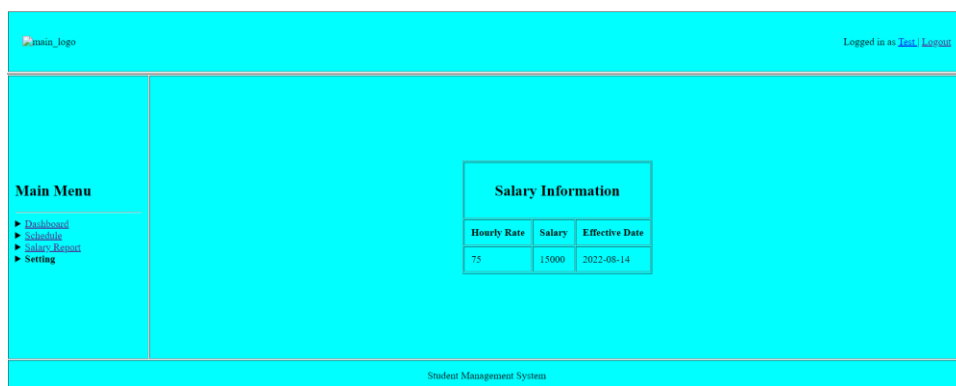 main_logo
Logged in as Test | Logout
Main Menu
Dashboard
Schedule
Salary Report
Setting
Salary Information
Hourly Rate Salary Effective Date
75 15000 2022-08-14
Student Management System